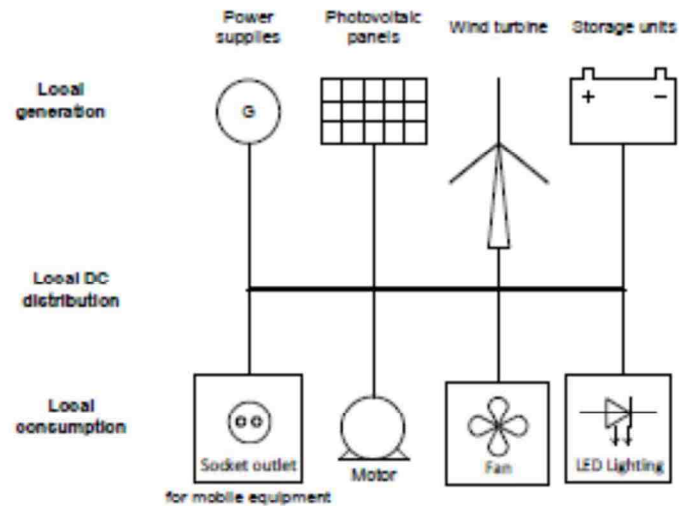 Power
supplies
Photovoltaic
panels
Wind turbine
Storage units
Local
generation
G
+ −
Local DC
distribution
Local
consumption
Socket outlet
for mobile equipment
Motor
Fan
LED Lighting